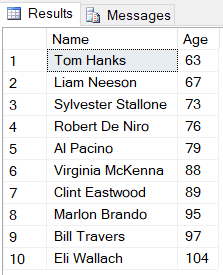 Results Messages
Name Age
1 Tom Hanks 63
2 Liam Neeson 67
3 Sylvester Stallone 73
4 Robert De Niro 76
5 Al Pacino 79
6 Virginia McKenna 88
7 Clint Eastwood 89
8 Marlon Brando 95
9 Bill Travers 97
10 Eli Wallach 104